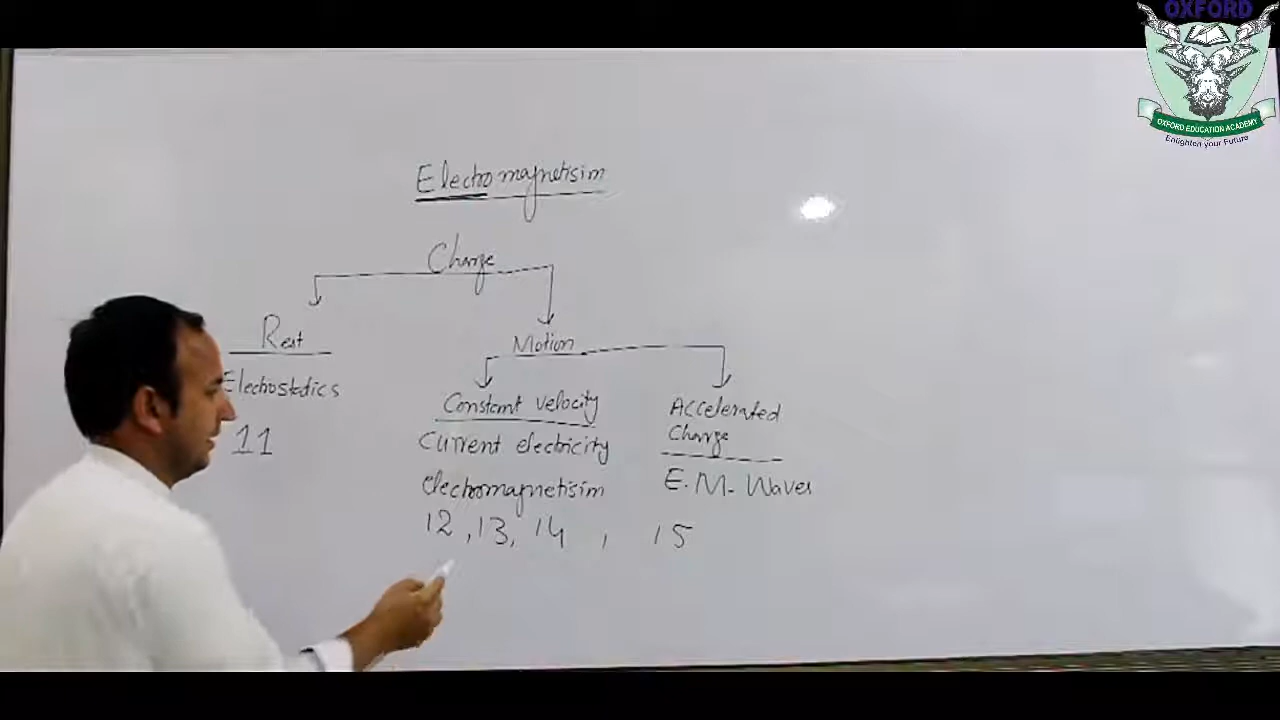 OXFORD
OXFORD EDUCATION ACADEMY
Enlighten your Future
Electromagnetisim
Charge
Rest
Motion
Electrostatics
11
Constant velocity
Current electricity
electromagnetisim
12, 13, 14 , 15
Accelerated
Charge
E.M. Waves